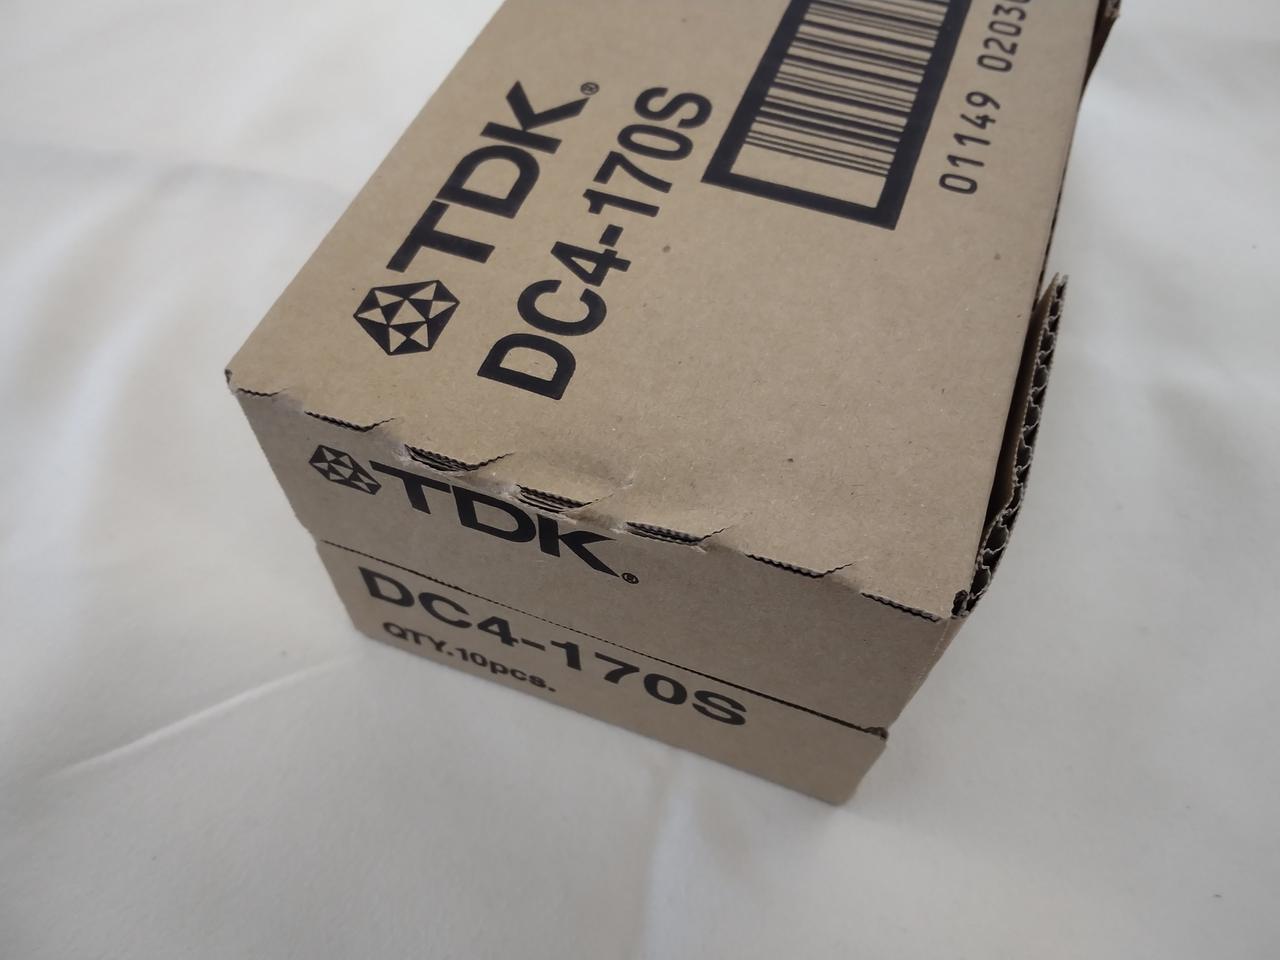 TDK®
DC4-170S
01149 0203
TDK®
DC4-170S
QTY.10pcs.